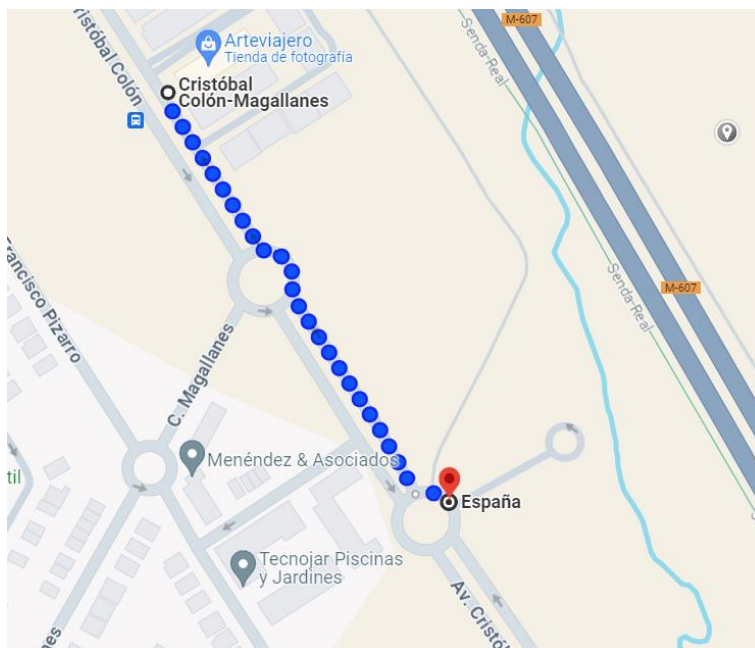 M-607
Arteviajero
Tienda de fotografía
Senda-Real
Cristóbal Colón
Cristóbal
Colón-Magallanes
M-607
Senda-Real
Francisco Pizarro
C. Magallanes
Menéndez & Asociados
til
España
Tecnojar Piscinas
y Jardines
Av. Cristó
nes